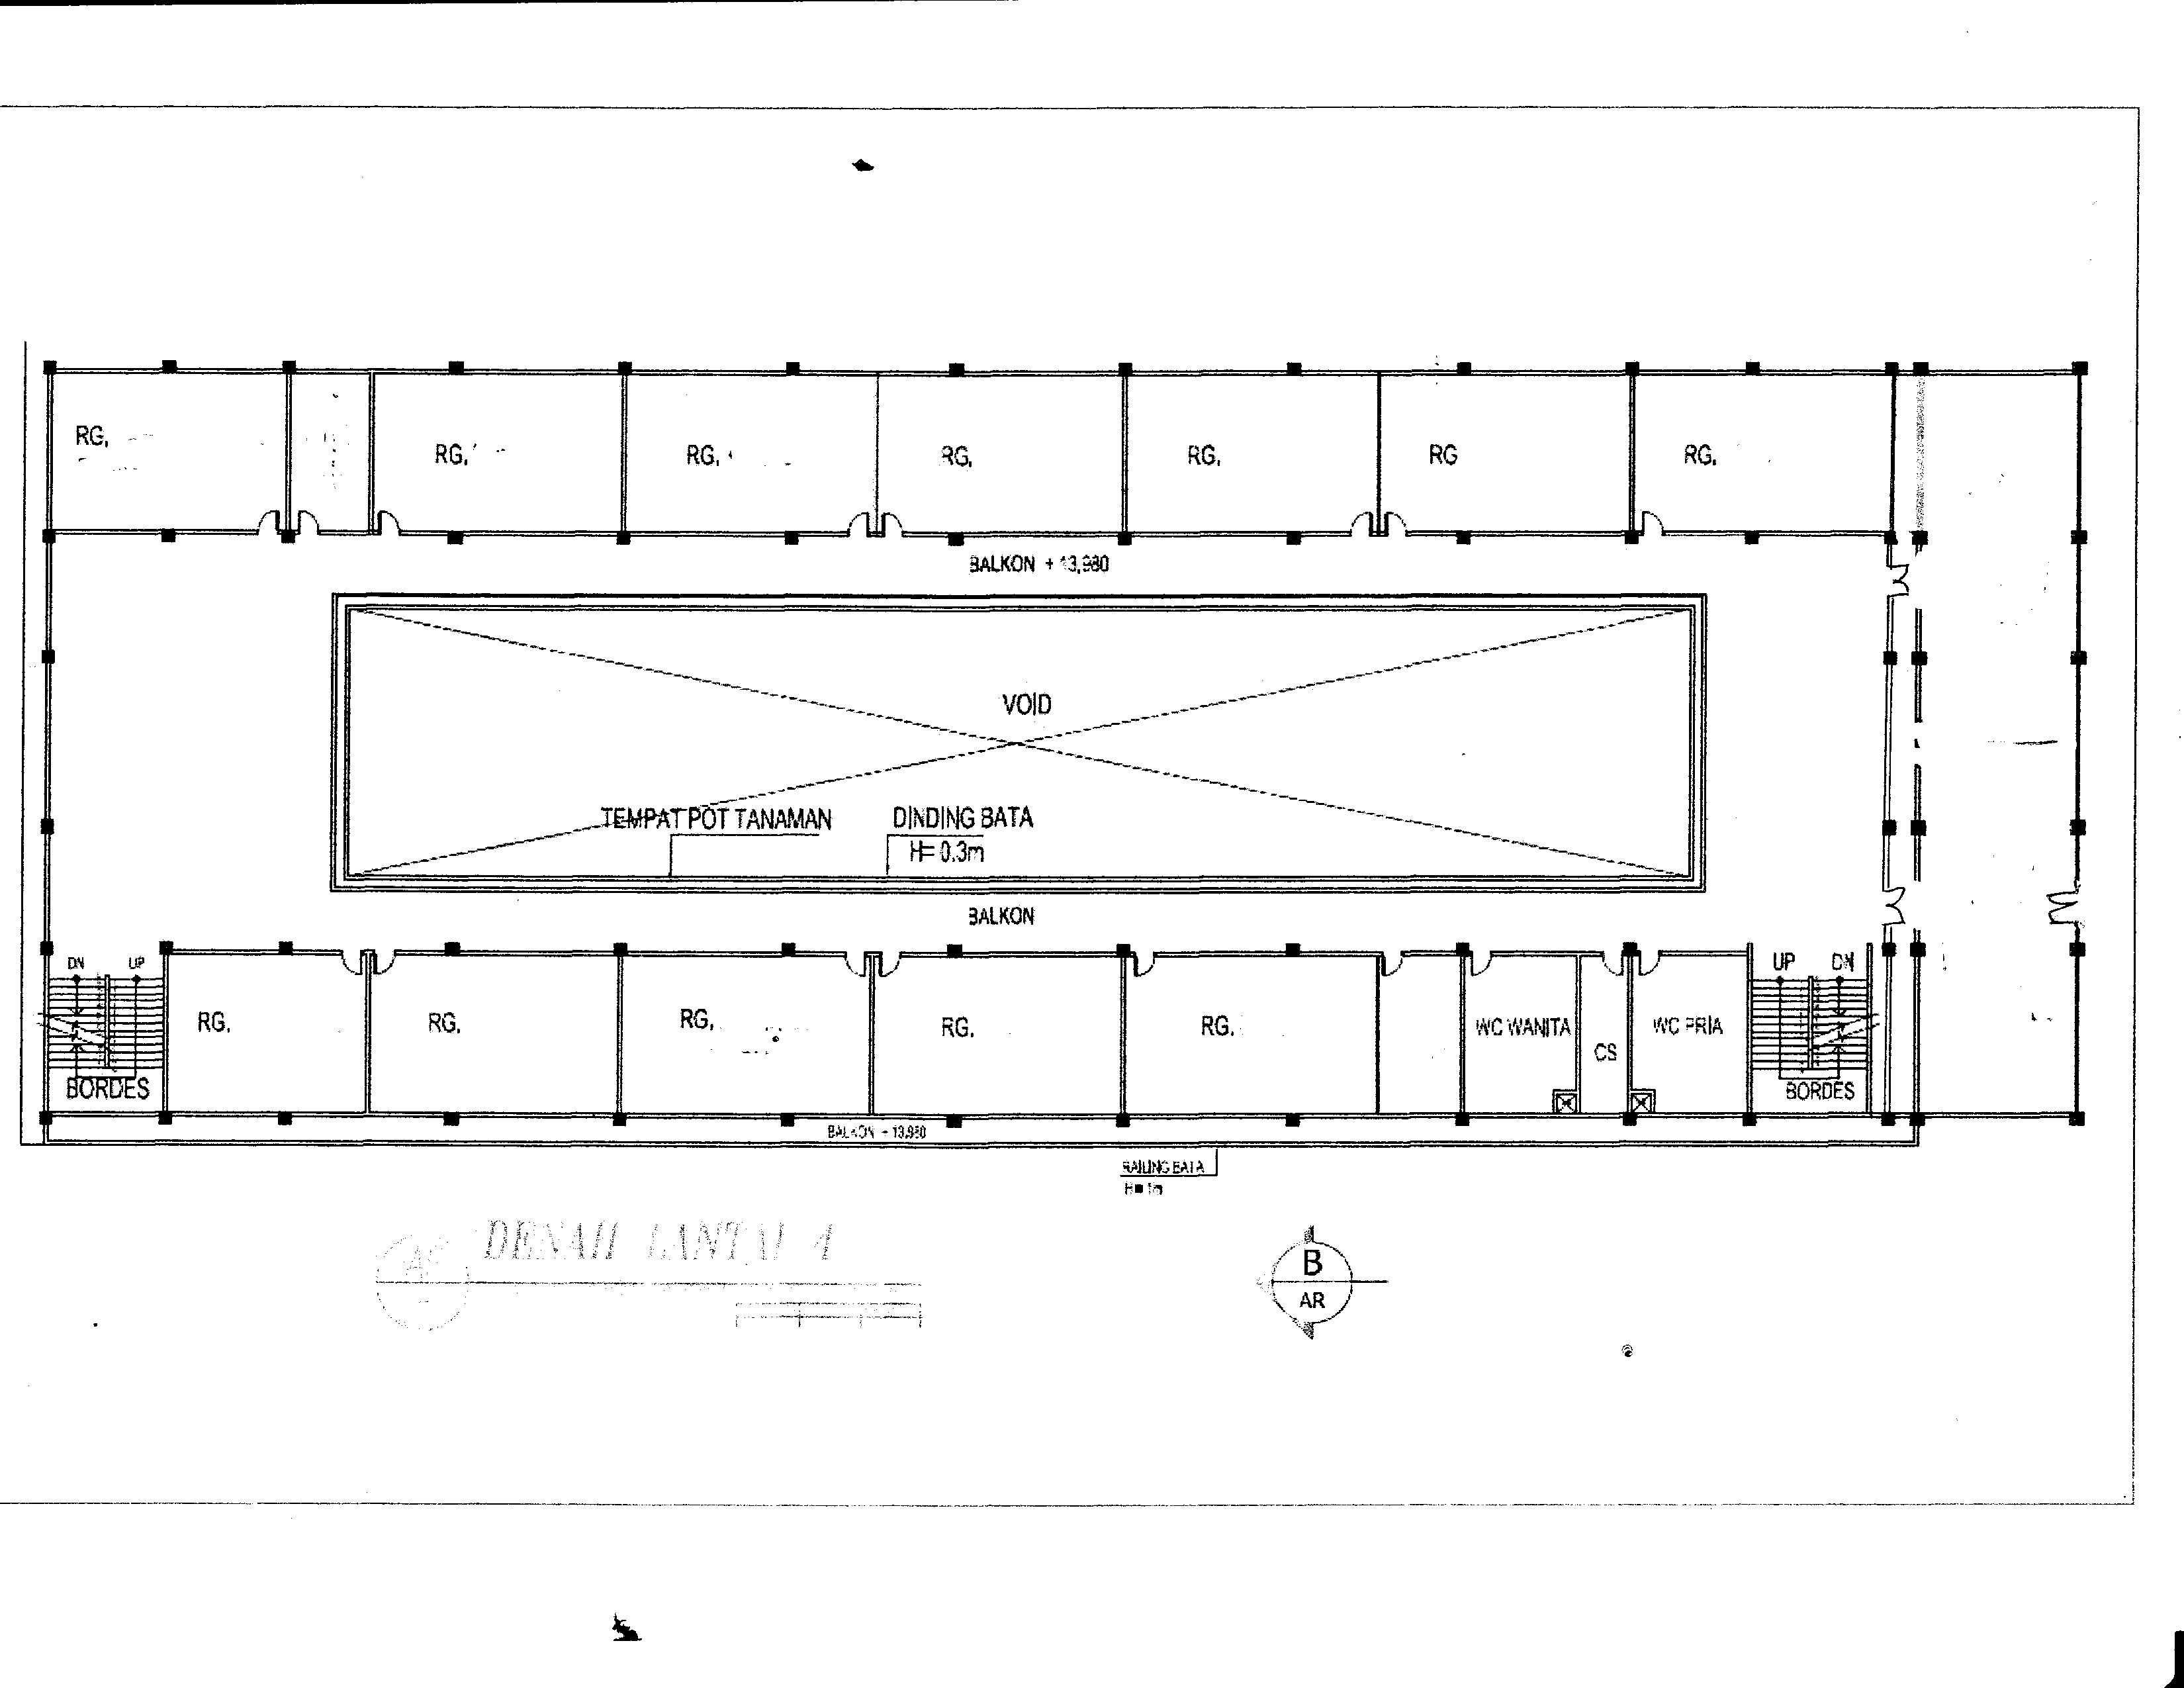 RG,
RG.
RG.
RG.
RG.
RG
RG.
BALKON + 13,980
VOID
TEMPAT POT TANAMAN
DINDING BATA
H= 0.3m
BALKON
DN UP
UP DN
RG.
RG.
RG.
RG.
RG.
WC WANITA
CS
WC PRIA
BORDES
BORDES
BALKON + 13,980
RAILING BATA
H= 1m
DENAH LANTAI 4
B
AR